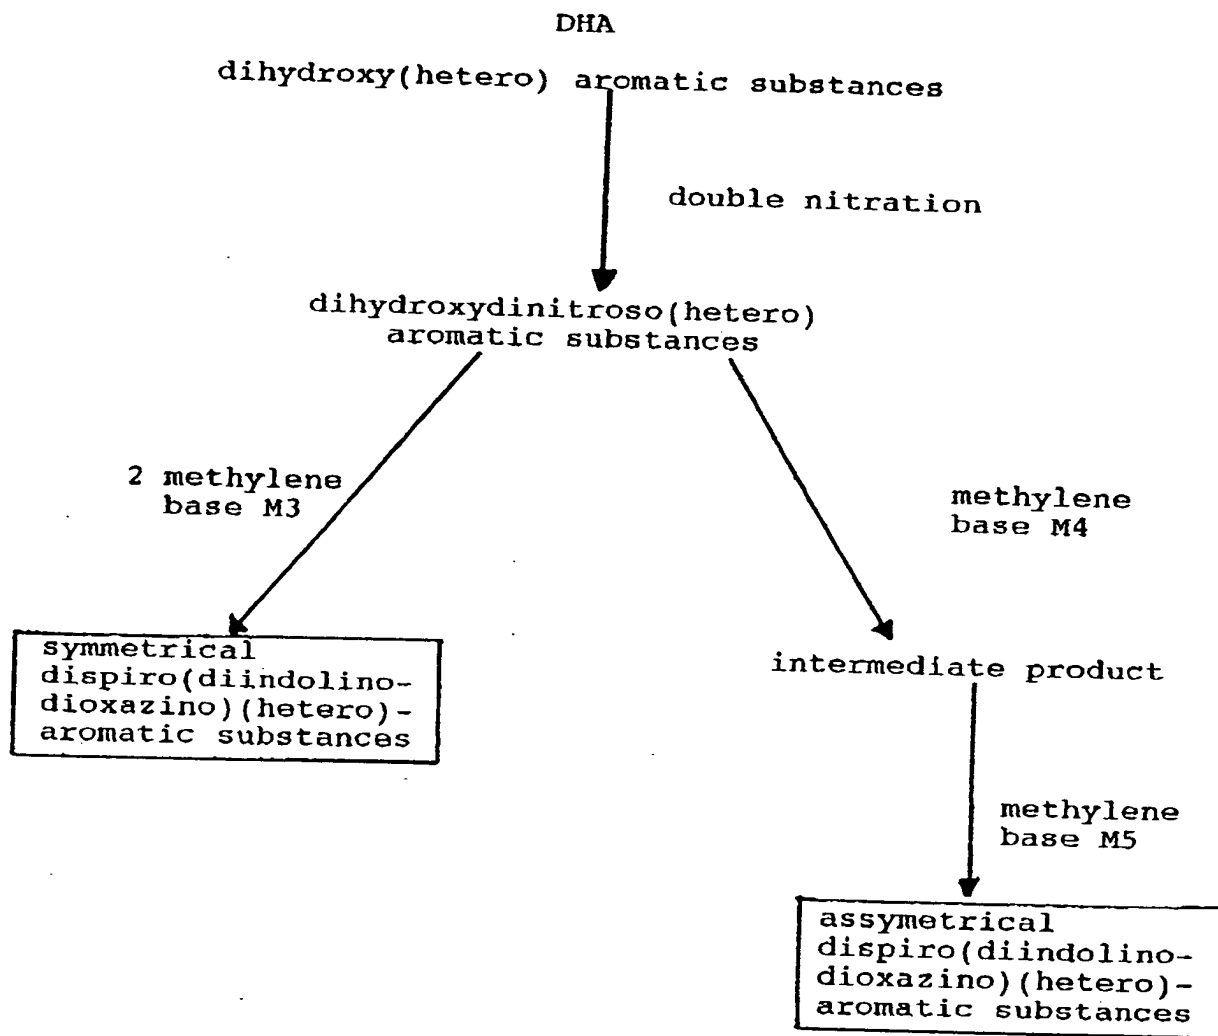 DHA
dihydroxy(hetero) aromatic substances
double nitration
dihydroxydinitroso(hetero)
aromatic substances
2 methylene
base M3
methylene
base M4
symmetrical
dispiro(diindolino-
dioxazino)(hetero)-
aromatic substances
intermediate product
methylene
base M5
assymetrical
dispiro(diindolino-
dioxazino)(hetero)-
aromatic substances